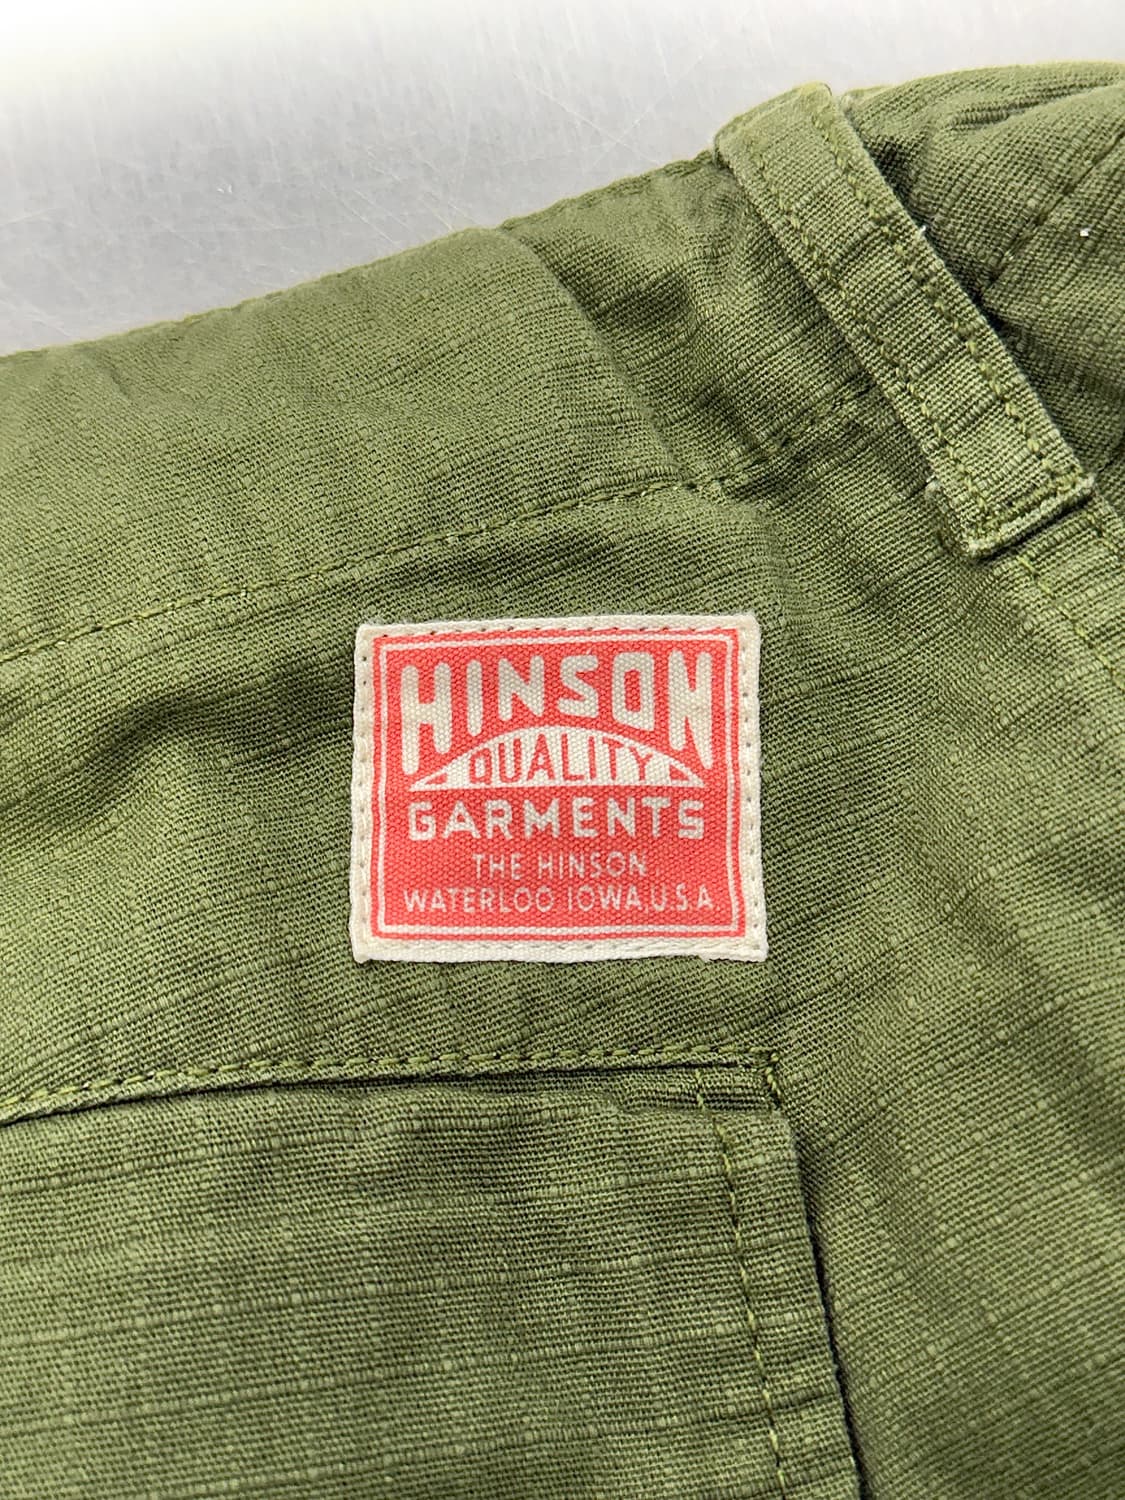 HINSON
QUALITY
GARMENTS
THE HINSON
WATERLOO IOWA,U.S.A.